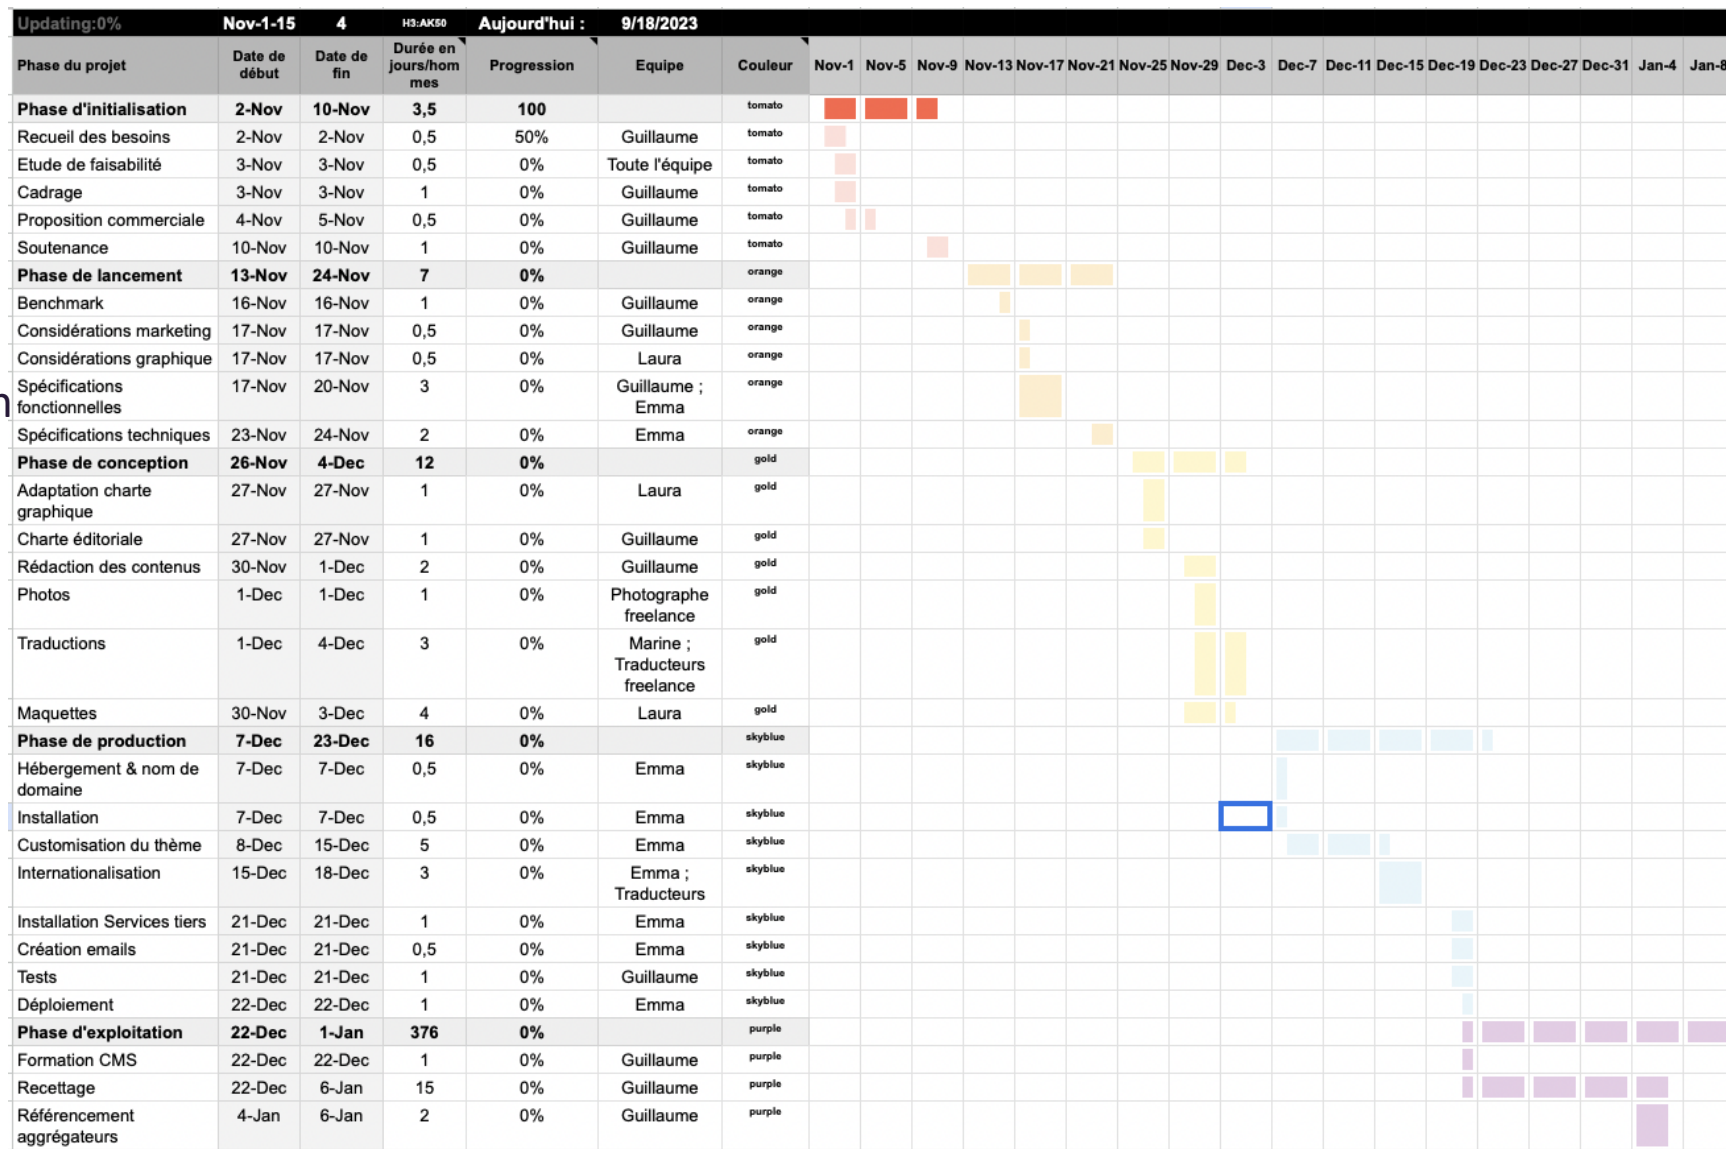 Updating:0% Nov-1-15 4 H3:AK50 Aujourd'hui : 9/18/2023
Phase du projet Date de début Date de fin Durée en jours/hom mes Progression Equipe Couleur Nov-1 Nov-5 Nov-9 Nov-13 Nov-17 Nov-21 Nov-25 Nov-29 Dec-3 Dec-7 Dec-11 Dec-15 Dec-19 Dec-23 Dec-27 Dec-31 Jan-4 Jan-8
Phase d'initialisation 2-Nov 10-Nov 3,5 100 tomato
Recueil des besoins 2-Nov 2-Nov 0,5 50% Guillaume tomato
Etude de faisabilité 3-Nov 3-Nov 0,5 0% Toute l'équipe tomato
Cadrage 3-Nov 3-Nov 1 0% Guillaume tomato
Proposition commerciale 4-Nov 5-Nov 0,5 0% Guillaume tomato
Soutenance 10-Nov 10-Nov 1 0% Guillaume tomato
Phase de lancement 13-Nov 24-Nov 7 0% orange
Benchmark 16-Nov 16-Nov 1 0% Guillaume orange
Considérations marketing 17-Nov 17-Nov 0,5 0% Guillaume orange
Considérations graphique 17-Nov 17-Nov 0,5 0% Laura orange
Spécifications fonctionnelles 17-Nov 20-Nov 3 0% Guillaume ; Emma orange
Spécifications techniques 23-Nov 24-Nov 2 0% Emma orange
Phase de conception 26-Nov 4-Dec 12 0% gold
Adaptation charte graphique 27-Nov 27-Nov 1 0% Laura gold
Charte éditoriale 27-Nov 27-Nov 1 0% Guillaume gold
Rédaction des contenus 30-Nov 1-Dec 2 0% Guillaume gold
Photos 1-Dec 1-Dec 1 0% Photographe freelance gold
Traductions 1-Dec 4-Dec 3 0% Marine ; Traducteurs freelance gold
Maquettes 30-Nov 3-Dec 4 0% Laura gold
Phase de production 7-Dec 23-Dec 16 0% skyblue
Hébergement & nom de domaine 7-Dec 7-Dec 0,5 0% Emma skyblue
Installation 7-Dec 7-Dec 0,5 0% Emma skyblue
Customisation du thème 8-Dec 15-Dec 5 0% Emma skyblue
Internationalisation 15-Dec 18-Dec 3 0% Emma ; Traducteurs skyblue
Installation Services tiers 21-Dec 21-Dec 1 0% Emma skyblue
Création emails 21-Dec 21-Dec 0,5 0% Emma skyblue
Tests 21-Dec 21-Dec 1 0% Guillaume skyblue
Déploiement 22-Dec 22-Dec 1 0% Emma skyblue
Phase d'exploitation 22-Dec 1-Jan 376 0% purple
Formation CMS 22-Dec 22-Dec 1 0% Guillaume purple
Recettage 22-Dec 6-Jan 15 0% Guillaume purple
Référencement aggrégateurs 4-Jan 6-Jan 2 0% Guillaume purple